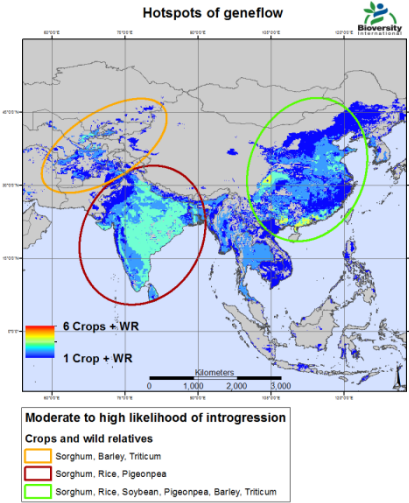 Hotspots of geneflow
Bioversity
International
6 Crops + WR
1 Crop + WR
Kilometers
0 1,000 2,000 3,000
Moderate to high likelihood of introgression
Crops and wild relatives
Sorghum, Barley, Triticum
Sorghum, Rice, Pigeonpea
Sorghum, Rice, Soybean, Pigeonpea, Barley, Triticum